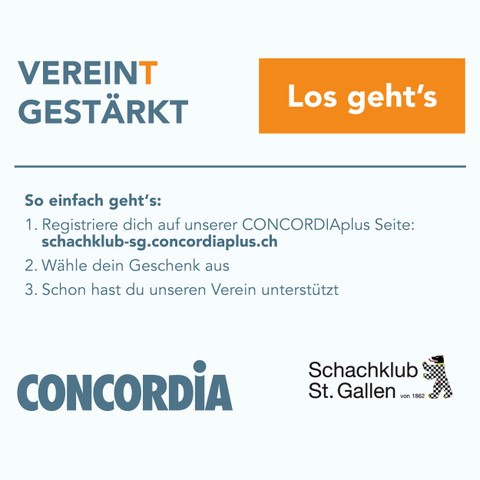 VEREINT
GESTÄRKT
Los geht's
So einfach geht's:
1. Registriere dich auf unserer CONCORDIAplus Seite:
schachklub-sg.concordiaplus.ch
2. Wähle dein Geschenk aus
3. Schon hast du unseren Verein unterstützt
CONCORDiA
Schachklub
St. Gallen von 1862